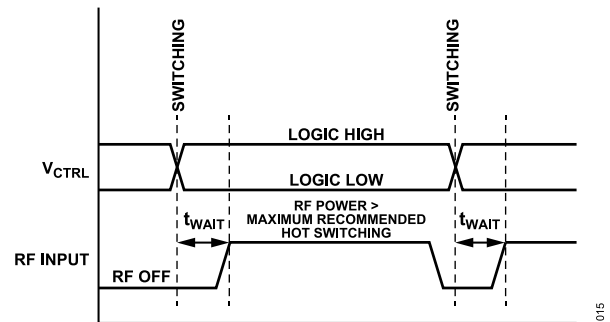 SWITCHING
SWITCHING
LOGIC HIGH
VCTRL
LOGIC LOW
RF POWER >
MAXIMUM RECOMMENDED
HOT SWITCHING
tWAIT
tWAIT
RF INPUT
RF OFF
015